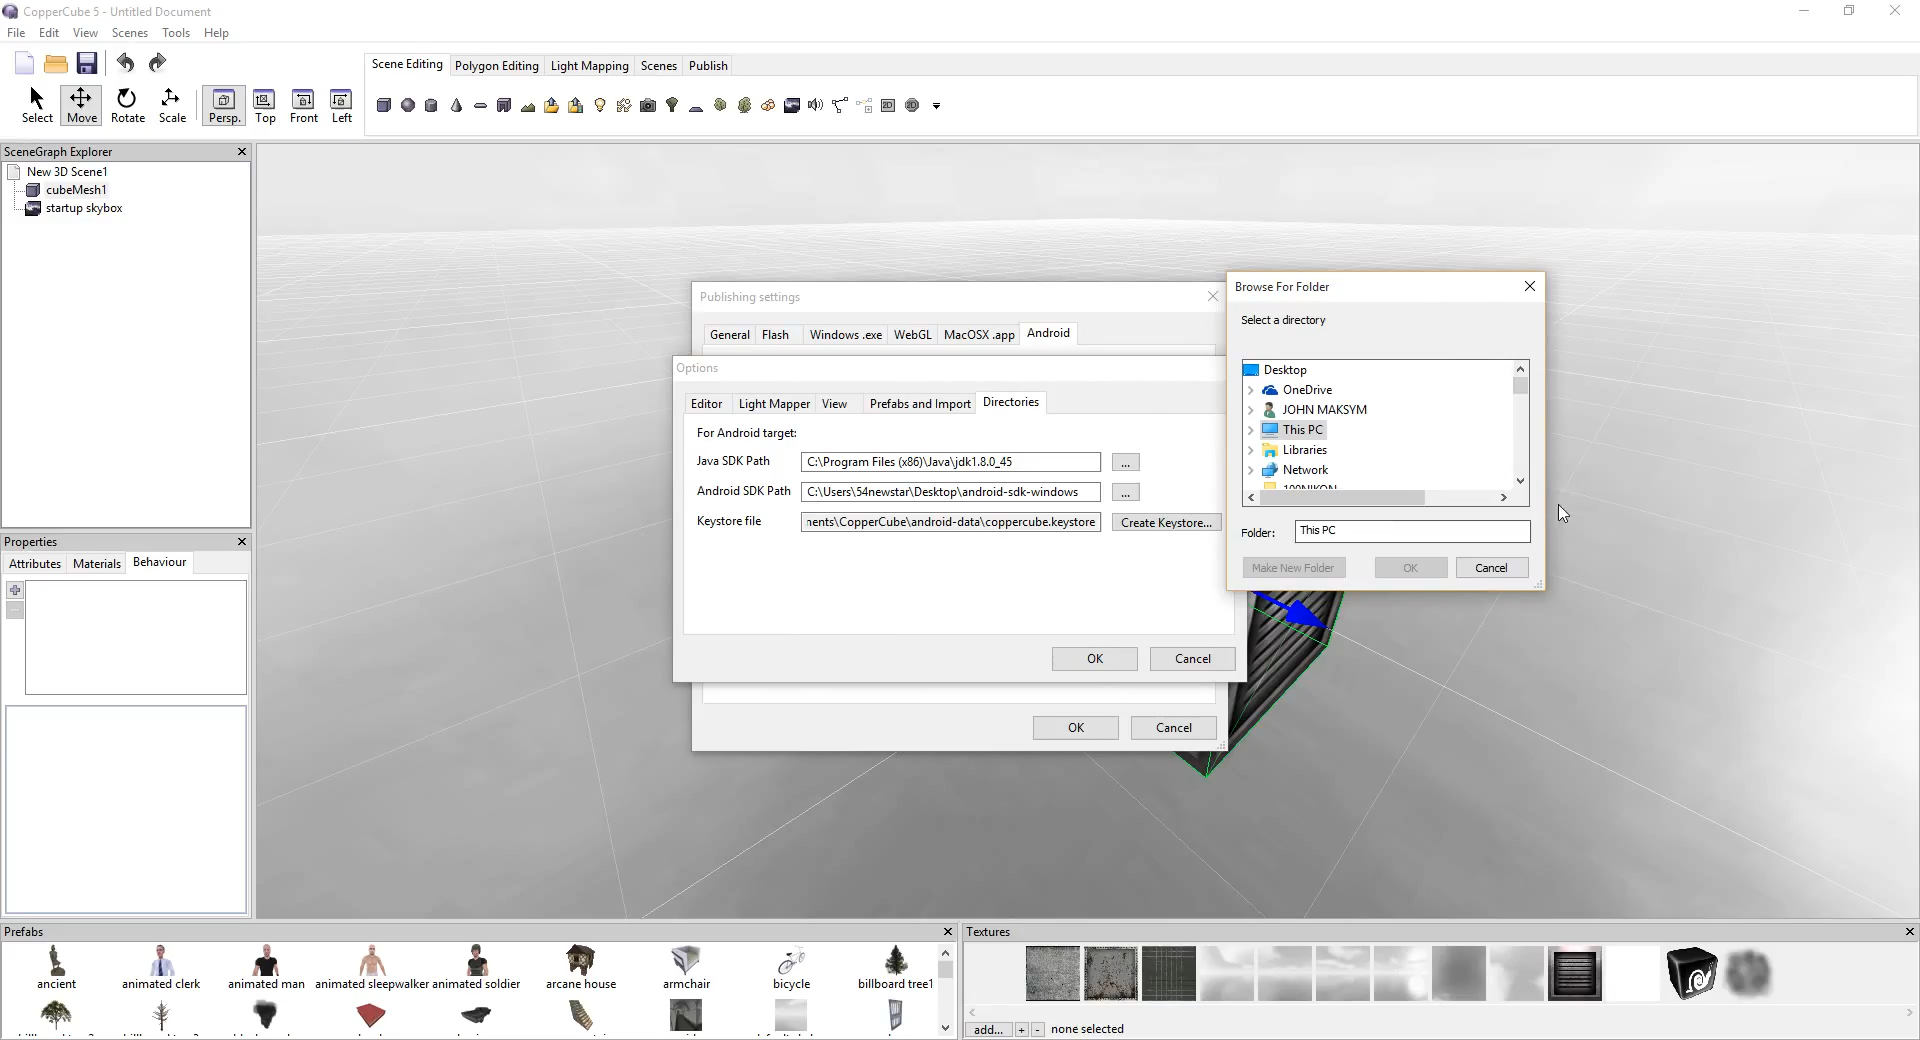 CopperCube 5 - Untitled Document
File Edit View Scenes Tools Help
Scene Editing Polygon Editing Light Mapping Scenes Publish
Select Move Rotate Scale Persp. Top Front Left
SceneGraph Explorer
New 3D Scene1
cubeMesh1
startup skybox
Properties
Attributes Materials Behaviour
Publishing settings
General Flash Windows .exe WebGL MacOSX .app Android
Options
Editor Light Mapper View Prefabs and Import Directories
For Android target:
Java SDK Path C:\Program Files (x86)\Java\jdk1.8.0_45 ...
Android SDK Path C:\Users\54newstar\Desktop\android-sdk-windows ...
Keystore file nents\CopperCube\android-data\coppercube.keystore Create Keystore...
OK Cancel
OK Cancel
Browse For Folder
Select a directory
Desktop
OneDrive
JOHN MAKSYM
This PC
Libraries
Network
100NIKON
Folder: This PC
Make New Folder OK Cancel
Prefabs
ancient animated clerk animated man animated sleepwalker animated soldier arcane house armchair bicycle billboard tree1
Textures
add... + - none selected